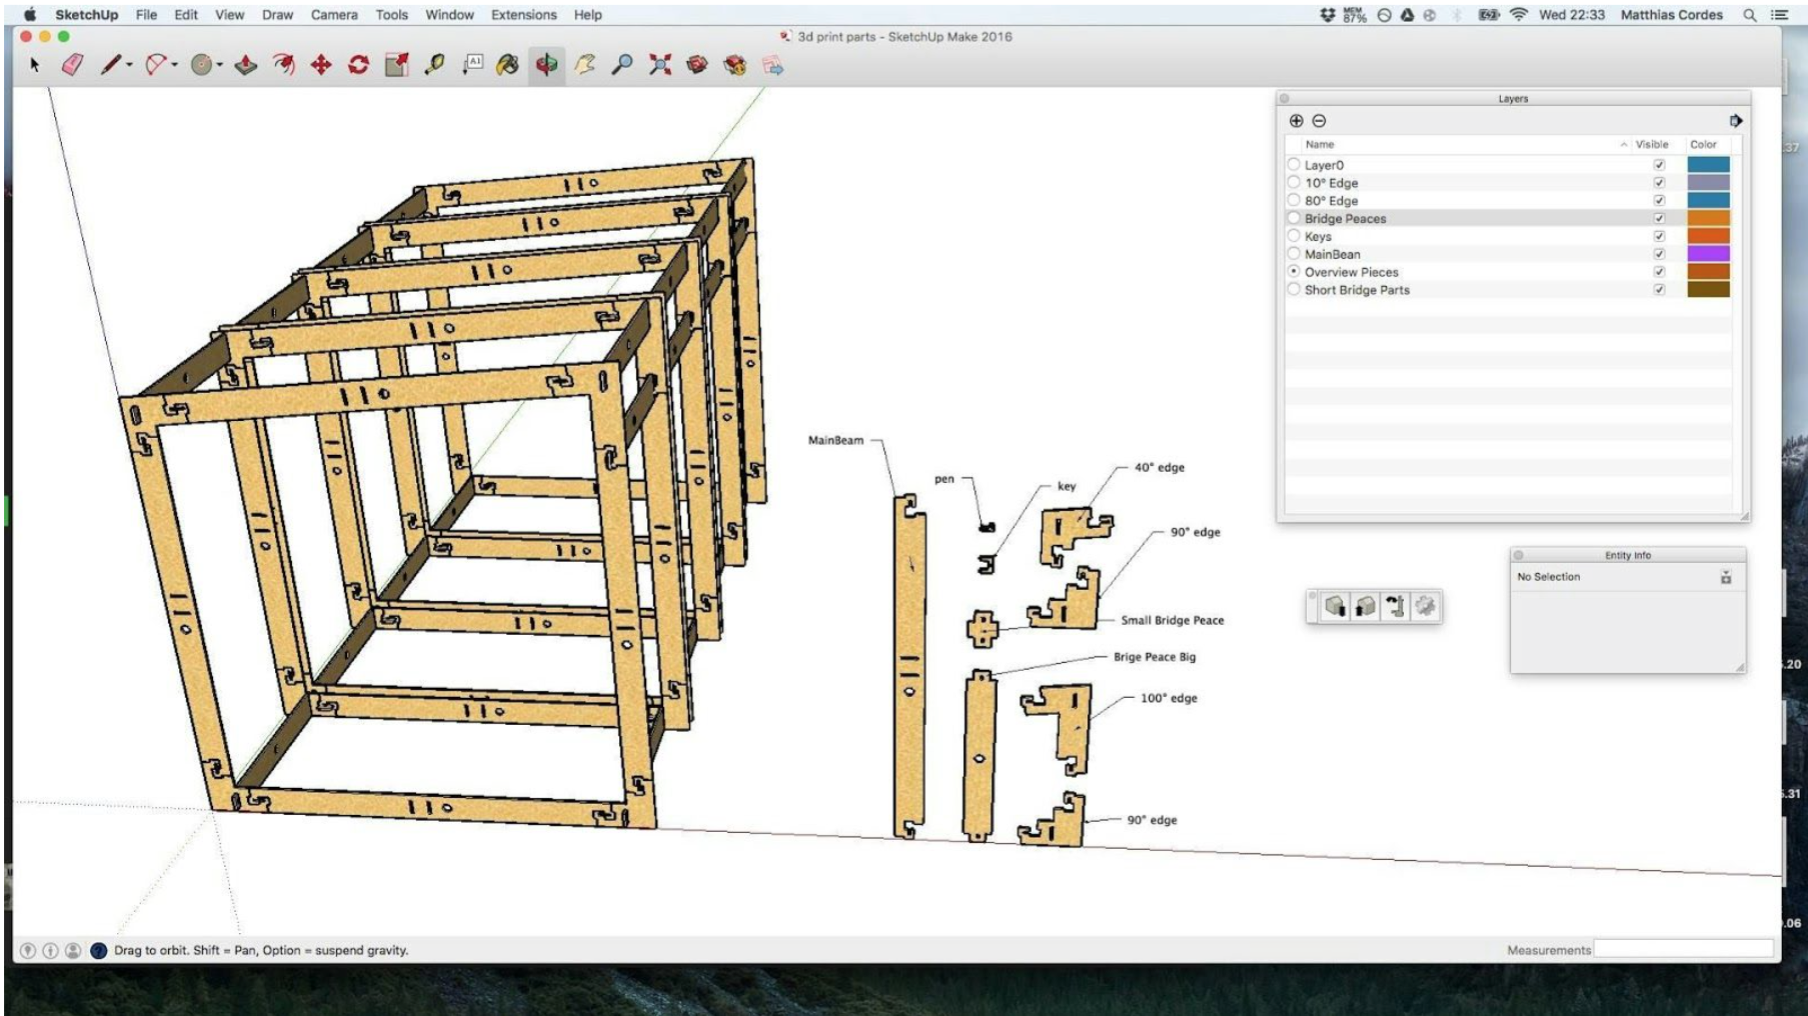 SketchUp File Edit View Draw Camera Tools Window Extensions Help
MEM 87% Wed 22:33 Matthias Cordes
3d print parts - SketchUp Make 2016
A1
Layers
Name Visible Color
Layer0
10° Edge
80° Edge
Bridge Peaces
Keys
MainBean
Overview Pieces
Short Bridge Parts
MainBeam
pen
key
40° edge
90° edge
Small Bridge Peace
Brige Peace Big
100° edge
90° edge
Entity Info
No Selection
Drag to orbit. Shift = Pan, Option = suspend gravity.
Measurements